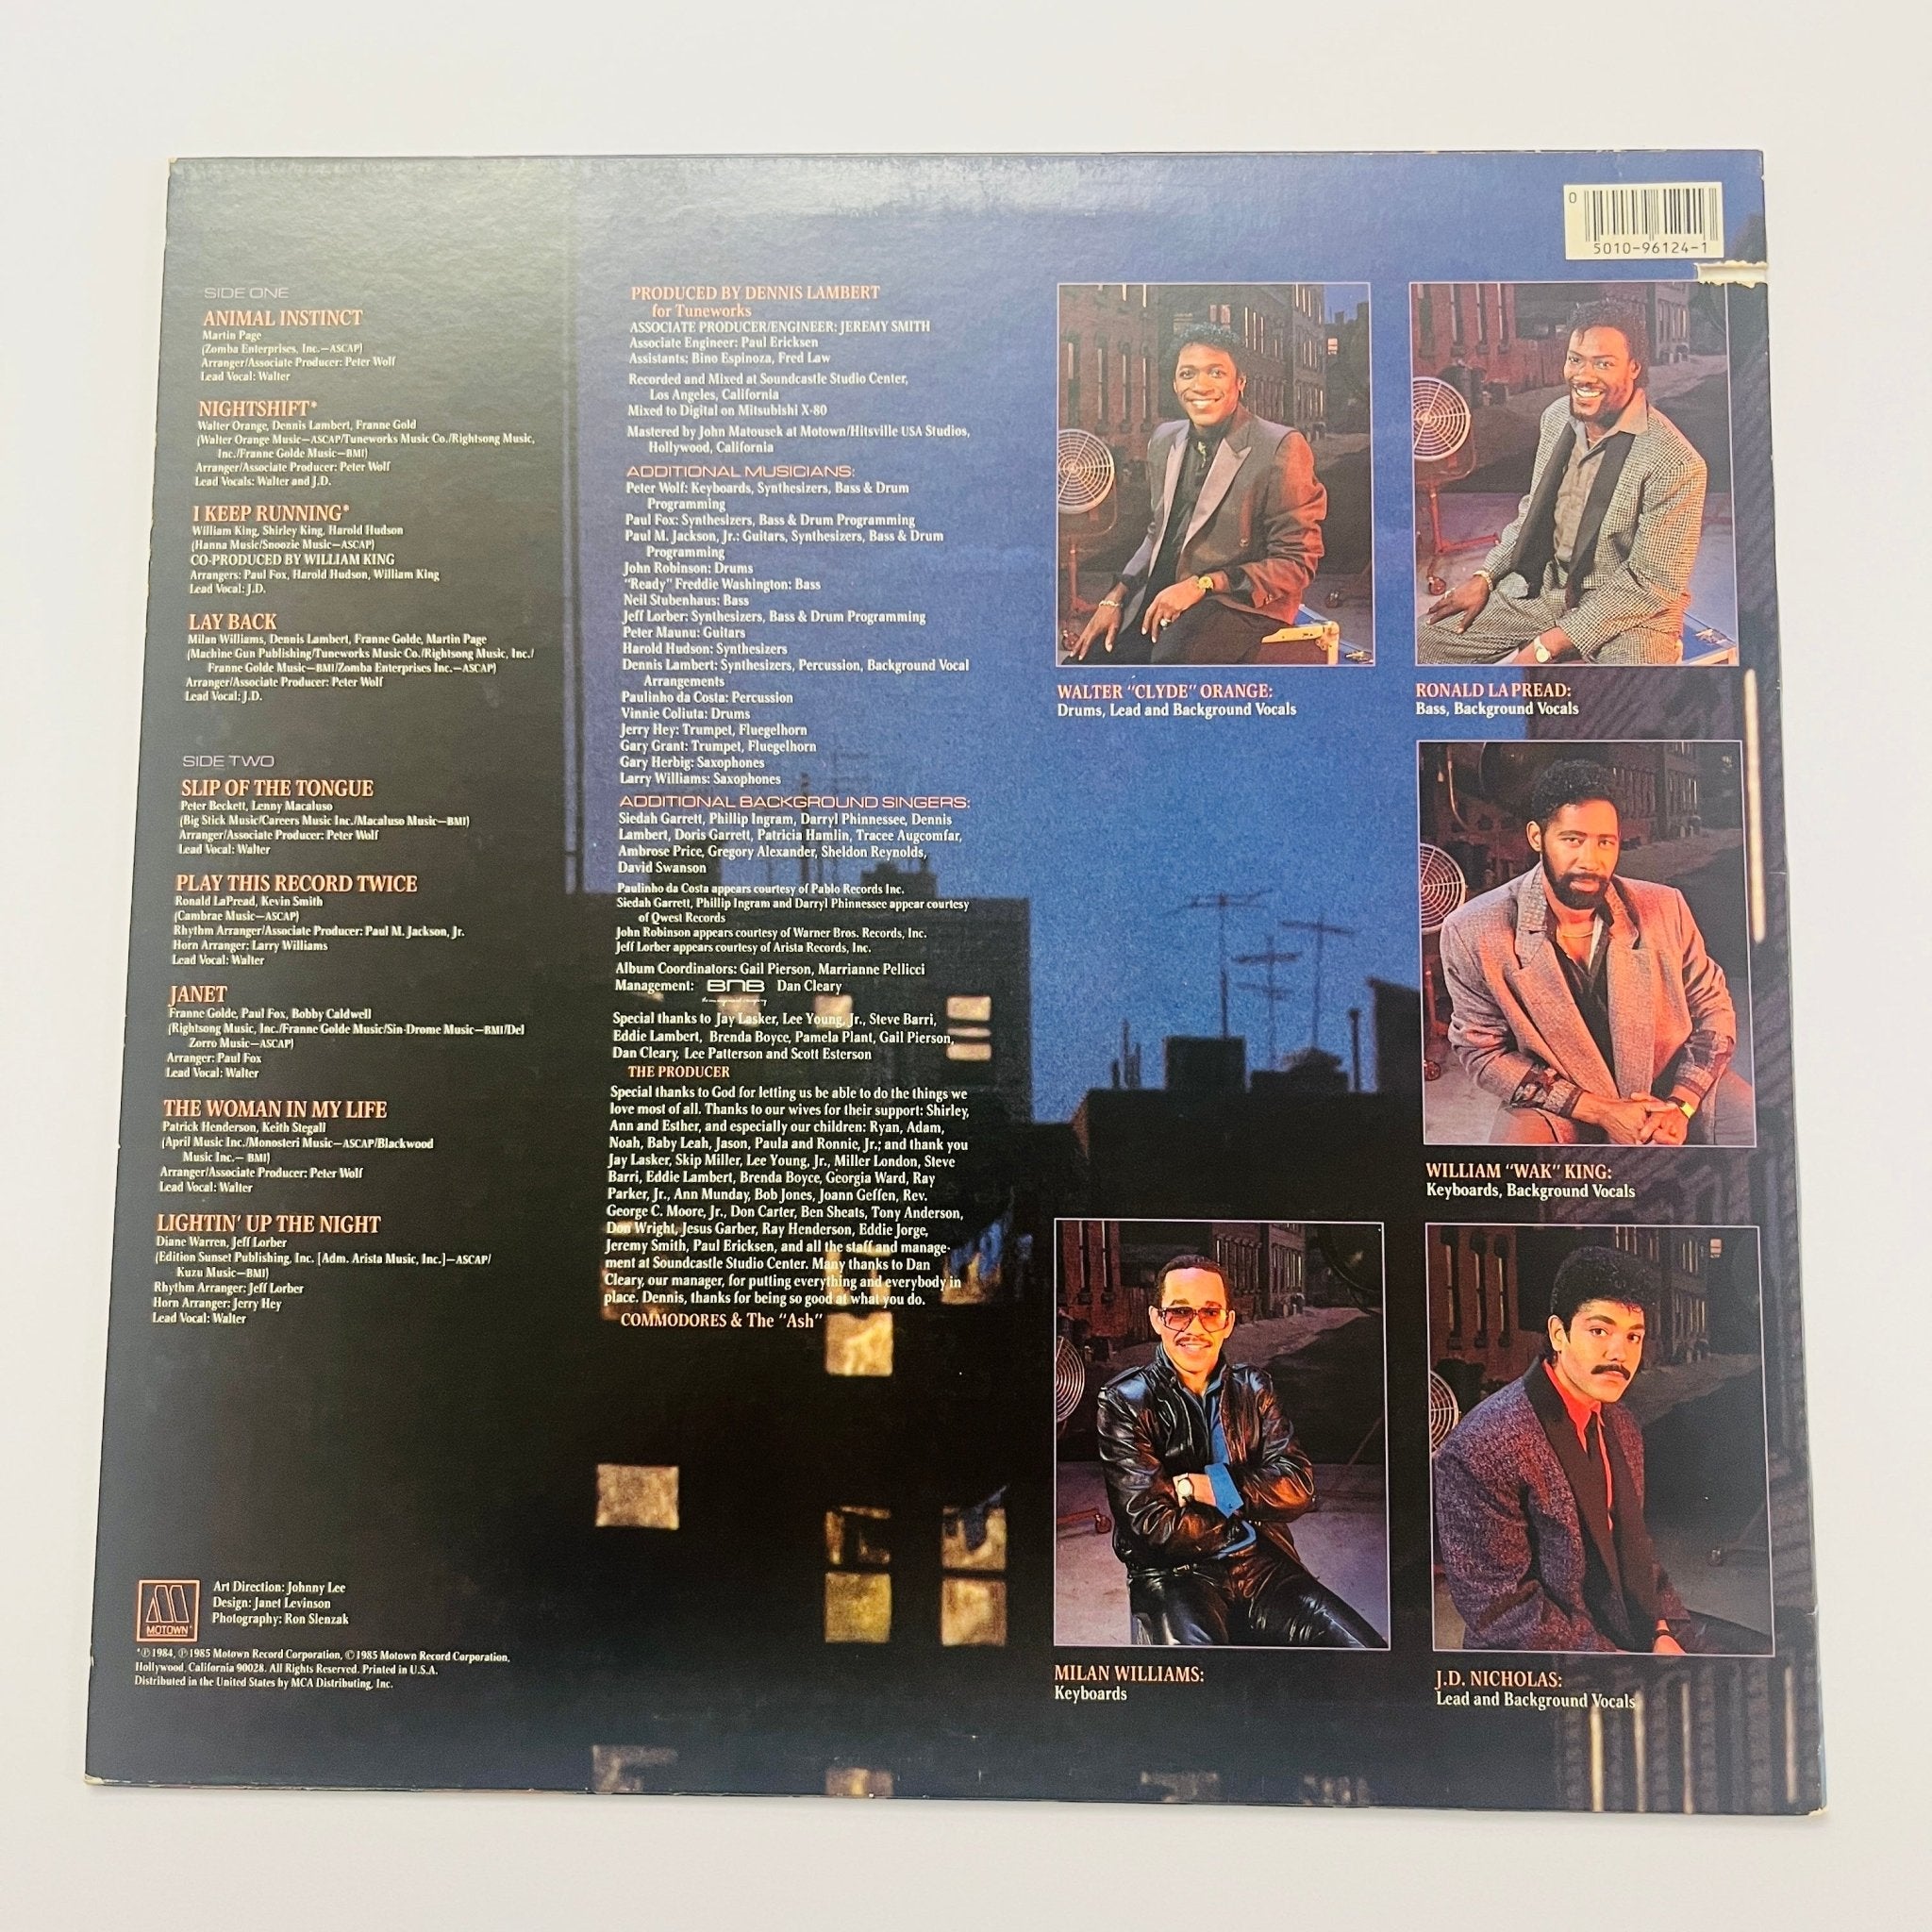 0
5010-96124-1
SIDE ONE
ANIMAL INSTINCT
Martin Page
(Zomba Enterprises, Inc.—ASCAP)
Arranger/Associate Producer: Peter Wolf
Lead Vocal: Walter
NIGHTSHIFT*
Walter Orange, Dennis Lambert, Franne Gold
(Walter Orange Music—ASCAP/Tuneworks Music Co./Rightsong Music,
Inc./Franne Golde Music—BMI)
Arranger/Associate Producer: Peter Wolf
Lead Vocals: Walter and J.D.
I KEEP RUNNING*
William King, Shirley King, Harold Hudson
(Hanna Music/Snoozie Music—ASCAP)
CO-PRODUCED BY WILLIAM KING
Arrangers: Paul Fox, Harold Hudson, William King
Lead Vocal: J.D.
LAY BACK
Milan Williams, Dennis Lambert, Franne Golde, Martin Page
(Machine Gun Publishing/Tuneworks Music Co./Rightsong Music, Inc./
Franne Golde Music—BMI/Zomba Enterprises Inc.—ASCAP)
Arranger/Associate Producer: Peter Wolf
Lead Vocal: J.D.
SIDE TWO
SLIP OF THE TONGUE
Peter Beckett, Lenny Macaluso
(Big Stick Music/Careers Music Inc./Macaluso Music—BMI)
Arranger/Associate Producer: Peter Wolf
Lead Vocal: Walter
PLAY THIS RECORD TWICE
Ronald LaPread, Kevin Smith
(Cambrae Music—ASCAP)
Rhythm Arranger/Associate Producer: Paul M. Jackson, Jr.
Horn Arranger: Larry Williams
Lead Vocal: Walter
JANET
Franne Golde, Paul Fox, Bobby Caldwell
(Rightsong Music, Inc./Franne Golde Music/Sin-Drome Music—BMI/Del
Zorro Music—ASCAP)
Arranger: Paul Fox
Lead Vocal: Walter
THE WOMAN IN MY LIFE
Patrick Henderson, Keith Stegall
(April Music Inc./Monosteri Music—ASCAP/Blackwood
Music Inc.— BMI)
Arranger/Associate Producer: Peter Wolf
Lead Vocal: Walter
LIGHTIN' UP THE NIGHT
Diane Warren, Jeff Lorber
(Edition Sunset Publishing, Inc. [Adm. Arista Music, Inc.]—ASCAP/
Kuzu Music—BMI)
Rhythm Arranger: Jeff Lorber
Horn Arranger: Jerry Hey
Lead Vocal: Walter
MOTOWN
Art Direction: Johnny Lee
Design: Janet Levinson
Photography: Ron Slenzak
*℗1984, ℗1985 Motown Record Corporation, ©1985 Motown Record Corporation,
Hollywood, California 90028. All Rights Reserved. Printed in U.S.A.
Distributed in the United States by MCA Distributing, Inc.
PRODUCED BY DENNIS LAMBERT
for Tuneworks
ASSOCIATE PRODUCER/ENGINEER: JEREMY SMITH
Associate Engineer: Paul Ericksen
Assistants: Bino Espinoza, Fred Law
Recorded and Mixed at Soundcastle Studio Center,
Los Angeles, California
Mixed to Digital on Mitsubishi X-80
Mastered by John Matousek at Motown/Hitsville USA Studios,
Hollywood, California
ADDITIONAL MUSICIANS:
Peter Wolf: Keyboards, Synthesizers, Bass & Drum
Programming
Paul Fox: Synthesizers, Bass & Drum Programming
Paul M. Jackson, Jr.: Guitars, Synthesizers, Bass & Drum
Programming
John Robinson: Drums
"Ready" Freddie Washington: Bass
Neil Stubenhaus: Bass
Jeff Lorber: Synthesizers, Bass & Drum Programming
Peter Maunu: Guitars
Harold Hudson: Synthesizers
Dennis Lambert: Synthesizers, Percussion, Background Vocal
Arrangements
Paulinho da Costa: Percussion
Vinnie Coliuta: Drums
Jerry Hey: Trumpet, Fluegelhorn
Gary Grant: Trumpet, Fluegelhorn
Gary Herbig: Saxophones
Larry Williams: Saxophones
ADDITIONAL BACKGROUND SINGERS:
Siedah Garrett, Phillip Ingram, Darryl Phinnessee, Dennis
Lambert, Doris Garrett, Patricia Hamlin, Tracee Augcomfar,
Ambrose Price, Gregory Alexander, Sheldon Reynolds,
David Swanson
Paulinho da Costa appears courtesy of Pablo Records Inc.
Siedah Garrett, Phillip Ingram and Darryl Phinnessee appear courtesy
of Qwest Records
John Robinson appears courtesy of Warner Bros. Records, Inc.
Jeff Lorber appears courtesy of Arista Records, Inc.
Album Coordinators: Gail Pierson, Marrianne Pellicci
Management: BNB Dan Cleary
Special thanks to Jay Lasker, Lee Young, Jr., Steve Barri,
Eddie Lambert, Brenda Boyce, Pamela Plant, Gail Pierson,
Dan Cleary, Lee Patterson and Scott Esterson
THE PRODUCER
Special thanks to God for letting us be able to do the things we
love most of all. Thanks to our wives for their support: Shirley,
Ann and Esther, and especially our children: Ryan, Adam,
Noah, Baby Leah, Jason, Paula and Ronnie, Jr.; and thank you
Jay Lasker, Skip Miller, Lee Young, Jr., Miller London, Steve
Barri, Eddie Lambert, Brenda Boyce, Georgia Ward, Ray
Parker, Jr., Ann Munday, Bob Jones, Joann Geffen, Rev.
George C. Moore, Jr., Don Carter, Ben Sheats, Tony Anderson,
Don Wright, Jesus Garber, Ray Henderson, Eddie Jorge,
Jeremy Smith, Paul Ericksen, and all the staff and manage-
ment at Soundcastle Studio Center. Many thanks to Dan
Cleary, our manager, for putting everything and everybody in
place. Dennis, thanks for being so good at what you do.
COMMODORES & The "Ash"
WALTER "CLYDE" ORANGE:
Drums, Lead and Background Vocals
RONALD LAPREAD:
Bass, Background Vocals
WILLIAM "WAK" KING:
Keyboards, Background Vocals
MILAN WILLIAMS:
Keyboards
J.D. NICHOLAS:
Lead and Background Vocals